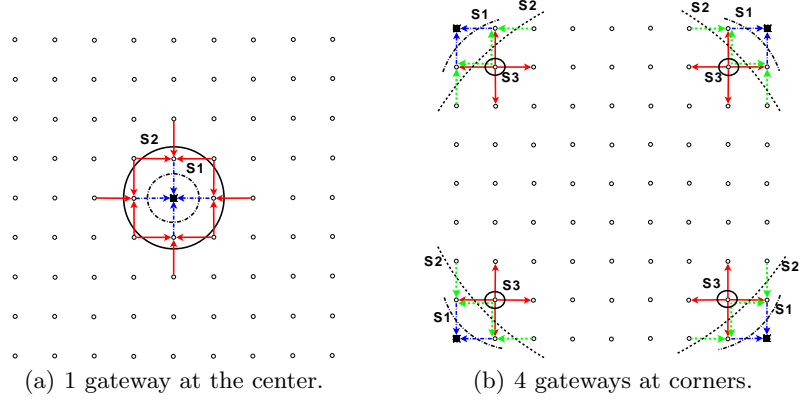 S2
S1
(a) 1 gateway at the center.
S1
S2
S3
S2
S1
S3
S2
S3
S1
S3
S2
S1
(b) 4 gateways at corners.